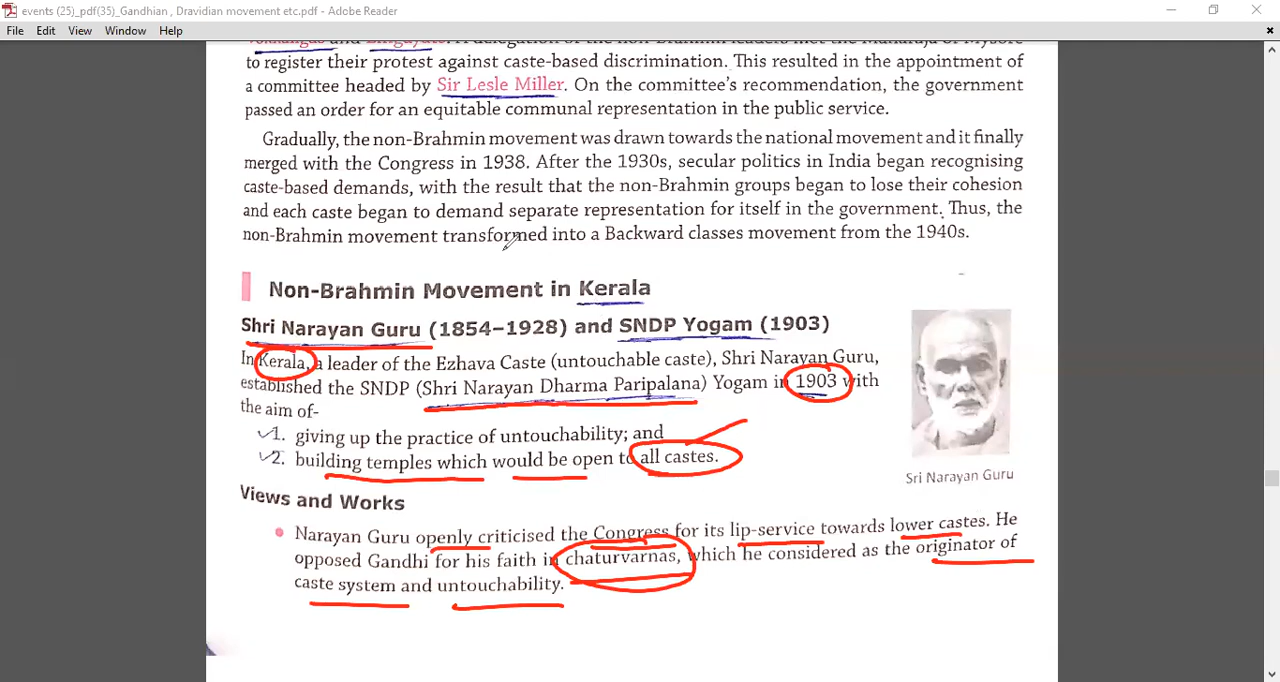 events (25)_pdf(35)_Gandhian , Dravidian movement etc.pdf - Adobe Reader
File Edit View Window Help
to register their protest against caste-based discrimination. This resulted in the appointment of
a committee headed by Sir Lesle Miller. On the committee's recommendation, the government
passed an order for an equitable communal representation in the public service.
Gradually, the non-Brahmin movement was drawn towards the national movement and it finally
merged with the Congress in 1938. After the 1930s, secular politics in India began recognising
caste-based demands, with the result that the non-Brahmin groups began to lose their cohesion
and each caste began to demand separate representation for itself in the government. Thus, the
non-Brahmin movement transformed into a Backward classes movement from the 1940s.
Non-Brahmin Movement in Kerala
Shri Narayan Guru (1854–1928) and SNDP Yogam (1903)
In Kerala, a leader of the Ezhava Caste (untouchable caste), Shri Narayan Guru,
established the SNDP (Shri Narayan Dharma Paripalana) Yogam in 1903 with
the aim of-
1. giving up the practice of untouchability; and
2. building temples which would be open to all castes.
Sri Narayan Guru
Views and Works
Narayan Guru openly criticised the Congress for its lip-service towards lower castes. He
opposed Gandhi for his faith in chaturvarnas, which he considered as the originator of
caste system and untouchability.